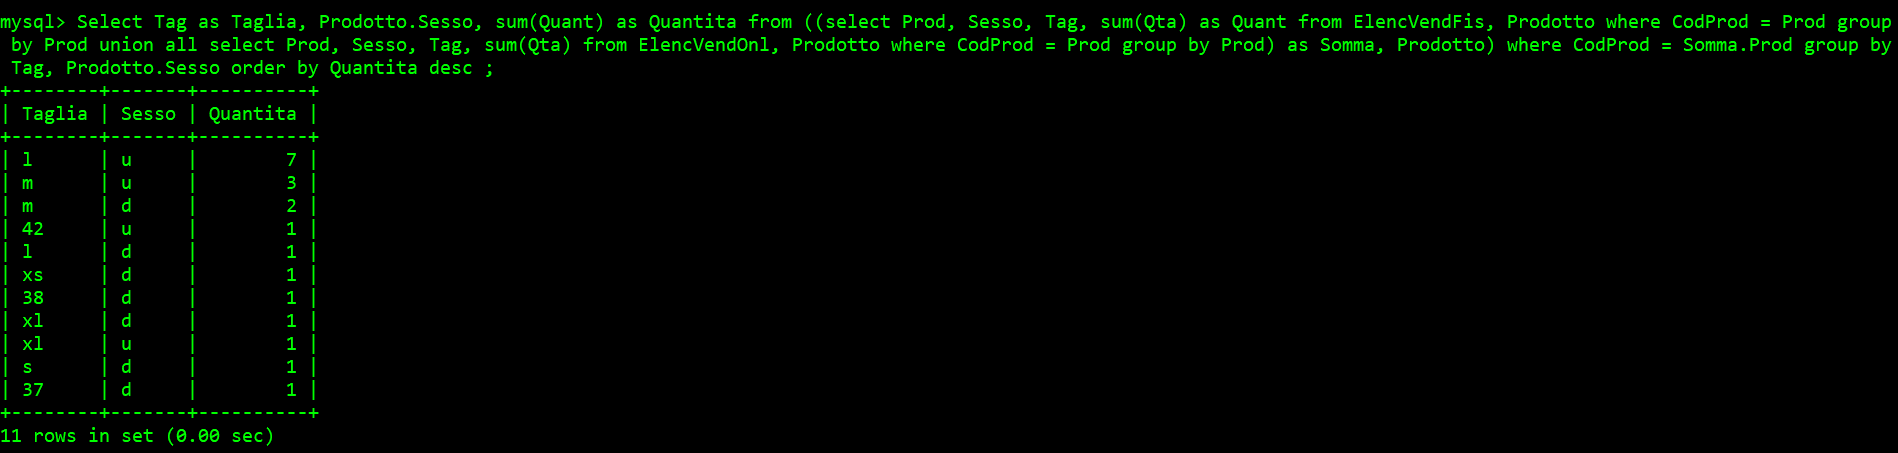 mysql> Select Tag as Taglia, Prodotto.Sesso, sum(Quant) as Quantita from ((select Prod, Sesso, Tag, sum(Qta) as Quant from ElencVendFis, Prodotto where CodProd = Prod group
 by Prod union all select Prod, Sesso, Tag, sum(Qta) from ElencVendOnl, Prodotto where CodProd = Prod group by Prod) as Somma, Prodotto) where CodProd = Somma.Prod group by
 Tag, Prodotto.Sesso order by Quantita desc ;
+--------+-------+----------+
| Taglia | Sesso | Quantita |
+--------+-------+----------+
| l      | u     |        7 |
| m      | u     |        3 |
| m      | d     |        2 |
| 42     | u     |        1 |
| l      | d     |        1 |
| xs     | d     |        1 |
| 38     | d     |        1 |
| xl     | d     |        1 |
| xl     | u     |        1 |
| s      | d     |        1 |
| 37     | d     |        1 |
+--------+-------+----------+
11 rows in set (0.00 sec)